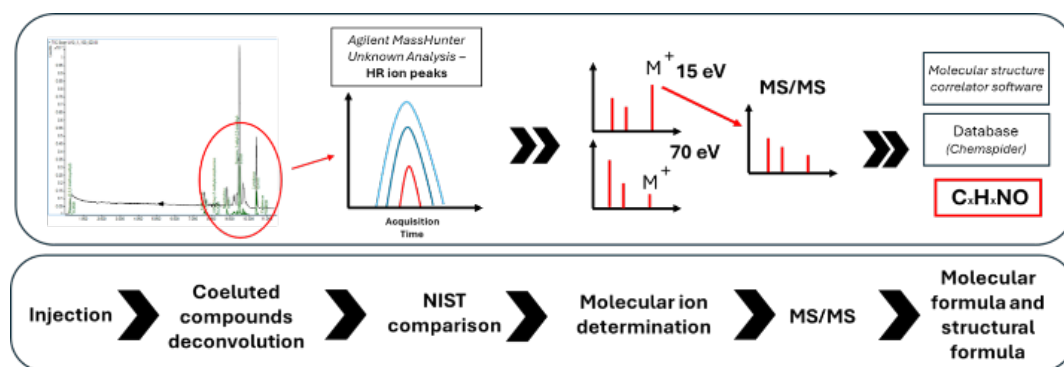 Agilent MassHunter
Unknown Analysis –
HR ion peaks
Acquisition
Time
M+
15 eV
70 eV
M+
MS/MS
Molecular structure
correlator software
Database
(Chemspider)
CxHxNO
Injection
Coeluted
compounds
deconvolution
NIST
comparison
Molecular ion
determination
MS/MS
Molecular
formula and
structural
formula